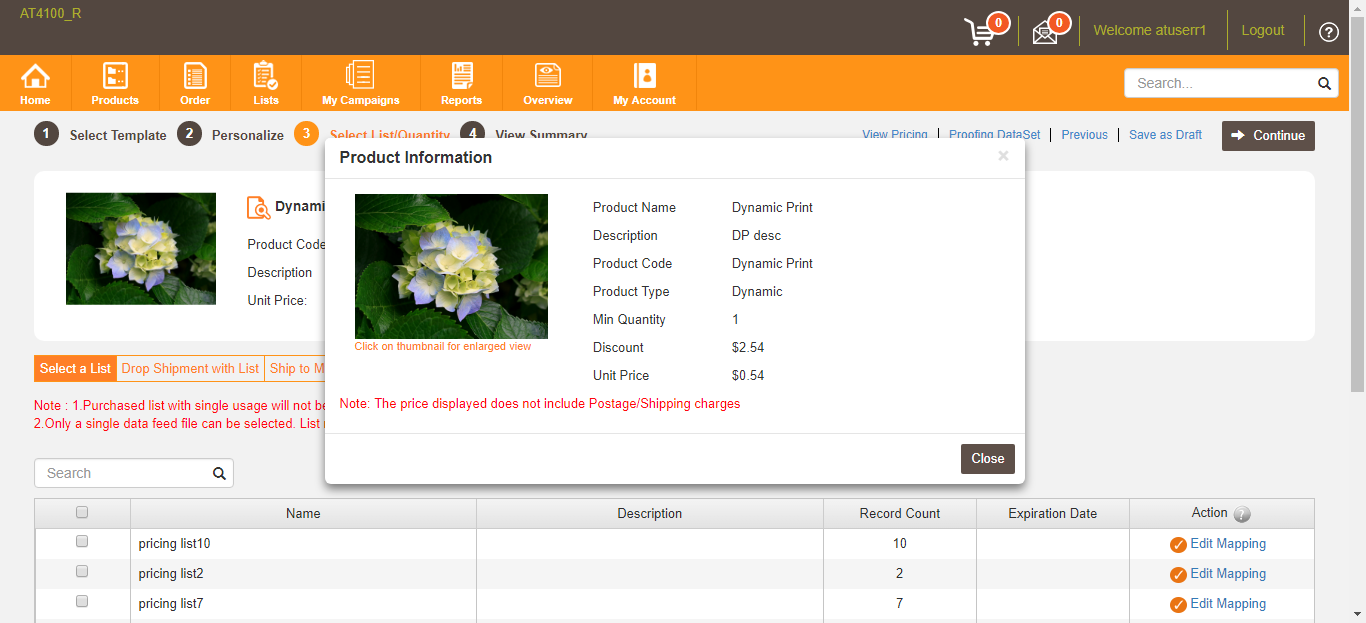 AT4100_R
0
0
Welcome atuserr1
Logout
?
Home
Products
Order
Lists
My Campaigns
Reports
Overview
My Account
Search...
1 Select Template 2 Personalize 3 Select List/Quantity 4 View Summary
View Pricing
Proofing DataSet
Previous
Save as Draft
Continue
Dynami
Product Code
Description
Unit Price:
Product Information
×
Click on thumbnail for enlarged view
Product Name Dynamic Print
Description DP desc
Product Code Dynamic Print
Product Type Dynamic
Min Quantity 1
Discount $2.54
Unit Price $0.54
Note: The price displayed does not include Postage/Shipping charges
Close
Select a List
Drop Shipment with List
Ship to M
Note : 1.Purchased list with single usage will not be
2.Only a single data feed file can be selected. List
Search
Name Description Record Count Expiration Date Action ?
pricing list10 10 Edit Mapping
pricing list2 2 Edit Mapping
pricing list7 7 Edit Mapping